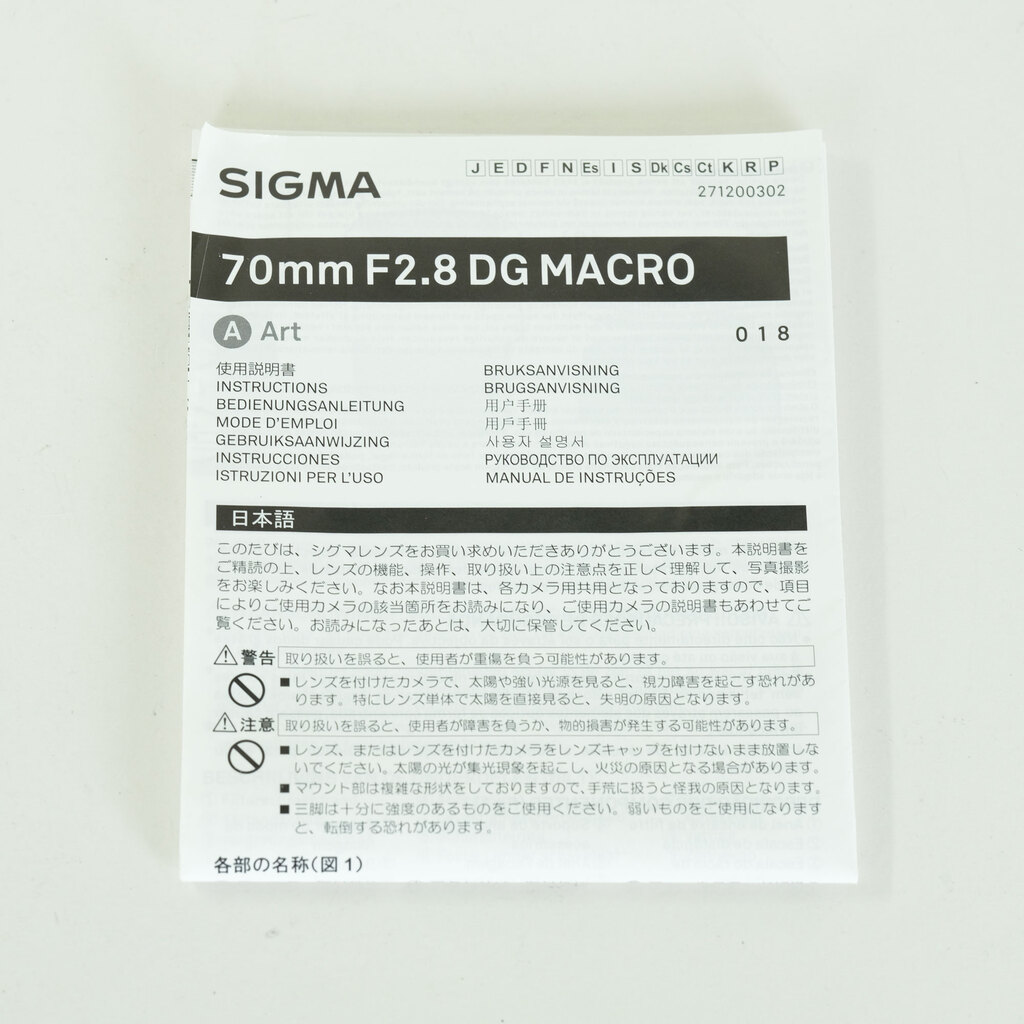 SIGMA
J E D F N Es I S Dk Cs Ct K R P
271200302
70mm F2.8 DG MACRO
A Art
018
使用説明書
INSTRUCTIONS
BEDIENUNGSANLEITUNG
MODE D'EMPLOI
GEBRUIKSAANWIJZING
INSTRUCCIONES
ISTRUZIONI PER L'USO
BRUKSANVISNING
BRUGSANVISNING
用户手册
用戶手冊
사용자 설명서
РУКОВОДСТВО ПО ЭКСПЛУАТАЦИИ
MANUAL DE INSTRUÇÕES
日本語
このたびは、シグマレンズをお買い求めいただきありがとうございます。本説明書を
ご精読の上、レンズの機能、操作、取り扱い上の注意点を正しく理解して、写真撮影
をお楽しみください。なお本説明書は、各カメラ用共用となっておりますので、項目
によりご使用カメラの該当箇所をお読みになり、ご使用カメラの説明書もあわせてご
覧ください。お読みになったあとは、大切に保管してください。
⚠警告 取り扱いを誤ると、使用者が重傷を負う可能性があります。
■レンズを付けたカメラで、太陽や強い光源を見ると、視力障害を起こす恐れがあ
ります。特にレンズ単体で太陽を直接見ると、失明の原因となります。
⚠注意 取り扱いを誤ると、使用者が障害を負うか、物的損害が発生する可能性があります。
■レンズ、またはレンズを付けたカメラをレンズキャップを付けないまま放置しな
いでください。太陽の光が集光現象を起こし、火災の原因となる場合があります。
■マウント部は複雑な形状をしておりますので、手荒に扱うと怪我の原因となります。
■三脚は十分に強度のあるものをご使用ください。弱いものをご使用になります
と、転倒する恐れがあります。
各部の名称(図1)